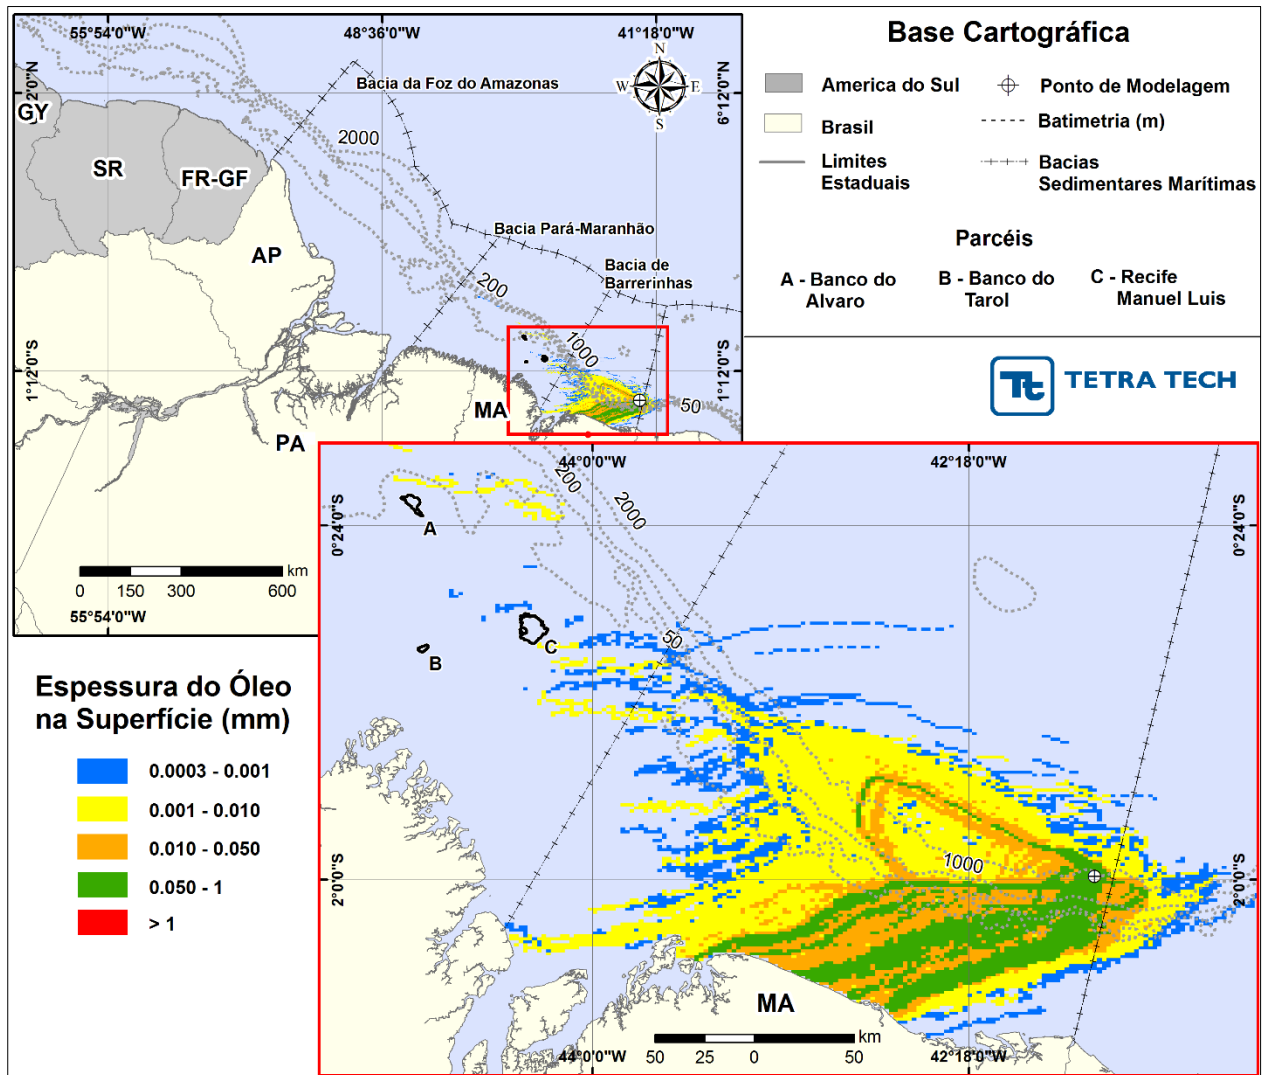 55°54'0"W
48°36'0"W
41°18'0"W
6°12'0"N
6°12'0"N
N
W
E
S
Bacia da Foz do Amazonas
2000
GY
SR
FR-GF
AP
Bacia Pará-Maranhão
Bacia de
Barrerinhas
200
1000
50
1°12'0"S
1°12'0"S
MA
PA
0
150
300
600
km
55°54'0"W
Base Cartográfica
America do Sul
Brasil
Limites
Estaduais
Ponto de Modelagem
Batimetria (m)
Bacias
Sedimentares Marítimas
Parcéis
A - Banco do
Alvaro
B - Banco do
Tarol
C - Recife
Manuel Luis
Tt
TETRA TECH
44°0'0"W
42°18'0"W
200
2000
0°24'0"S
0°24'0"S
A
B
C
50
1000
2°0'0"S
2°0'0"S
MA
50
25
0
50
km
44°0'0"W
42°18'0"W
Espessura do Óleo
na Superfície (mm)
0.0003 - 0.001
0.001 - 0.010
0.010 - 0.050
0.050 - 1
> 1